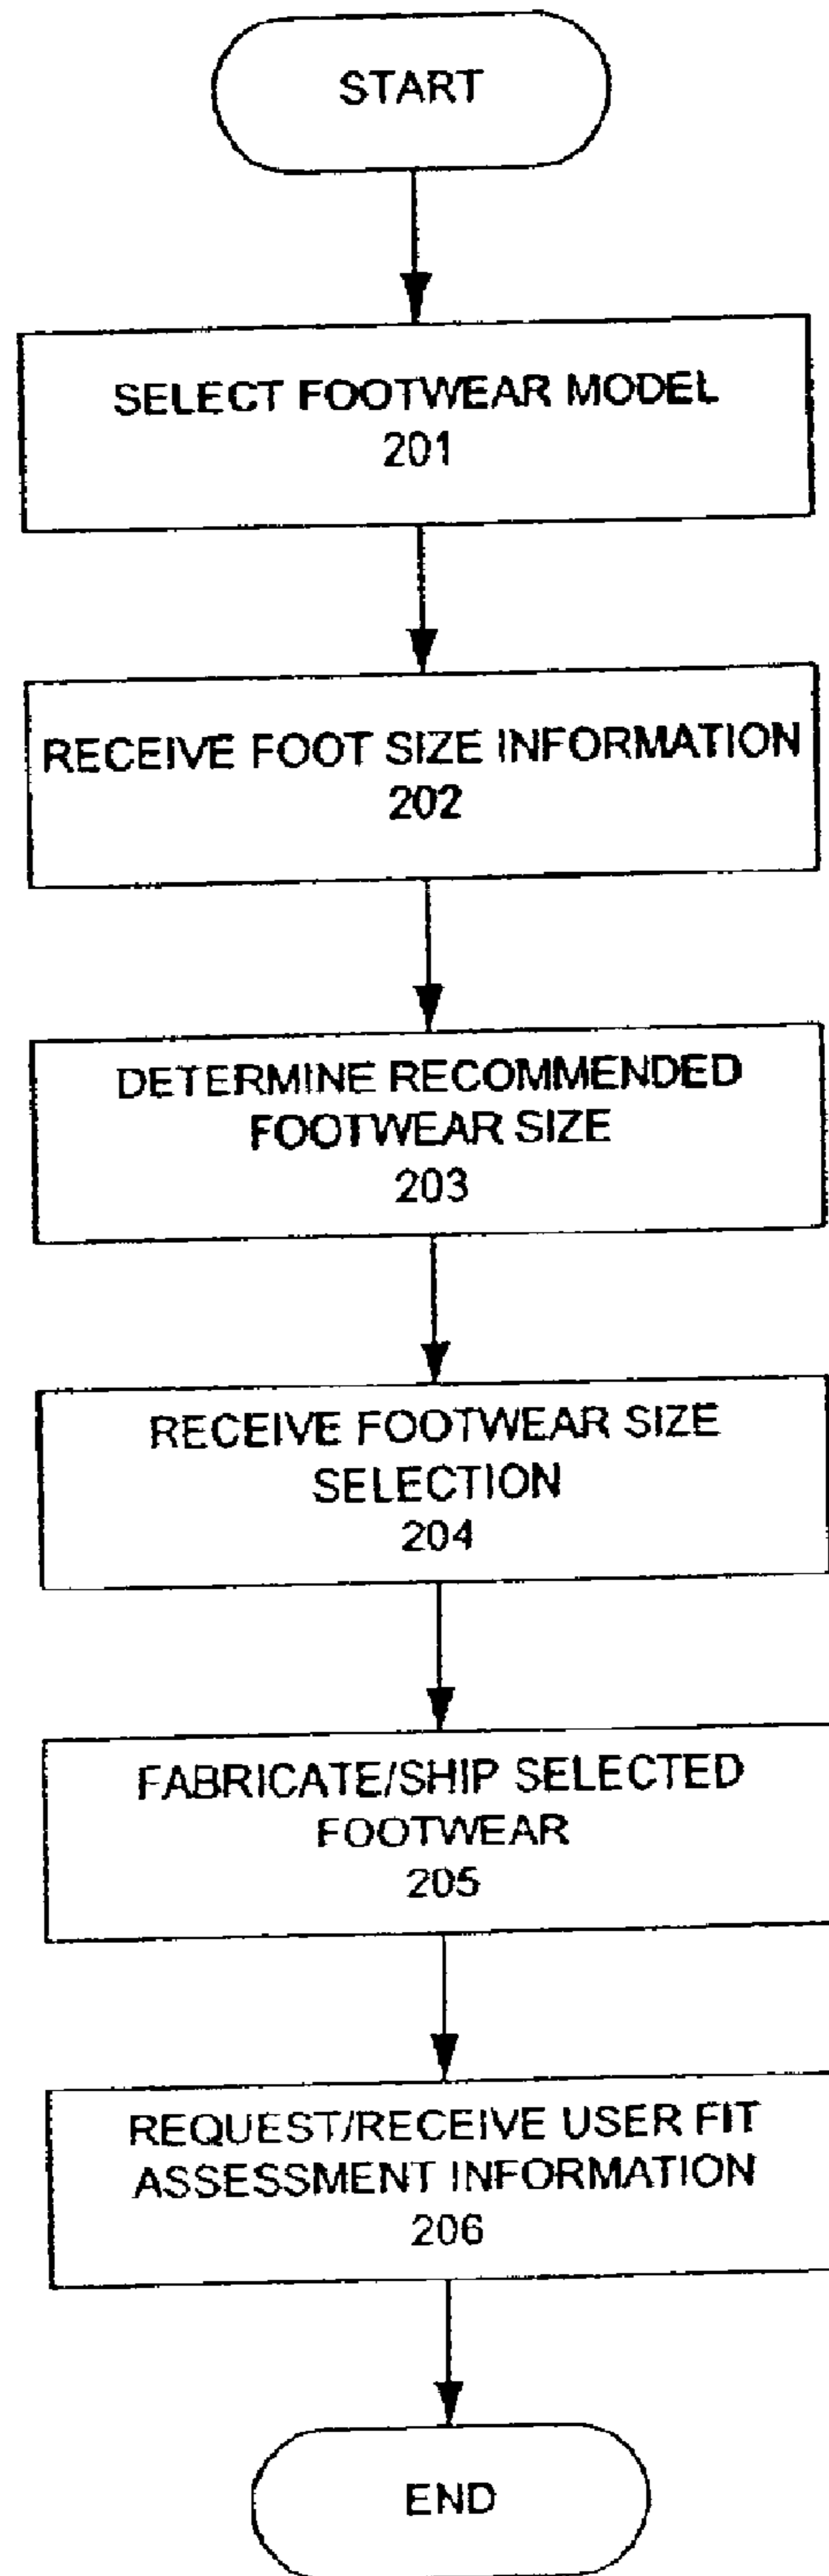 START
SELECT FOOTWEAR MODEL
201
RECEIVE FOOT SIZE INFORMATION
202
DETERMINE RECOMMENDED
FOOTWEAR SIZE
203
RECEIVE FOOTWEAR SIZE
SELECTION
204
FABRICATE/SHIP SELECTED
FOOTWEAR
205
REQUEST/RECEIVE USER FIT
ASSESSMENT INFORMATION
206
END